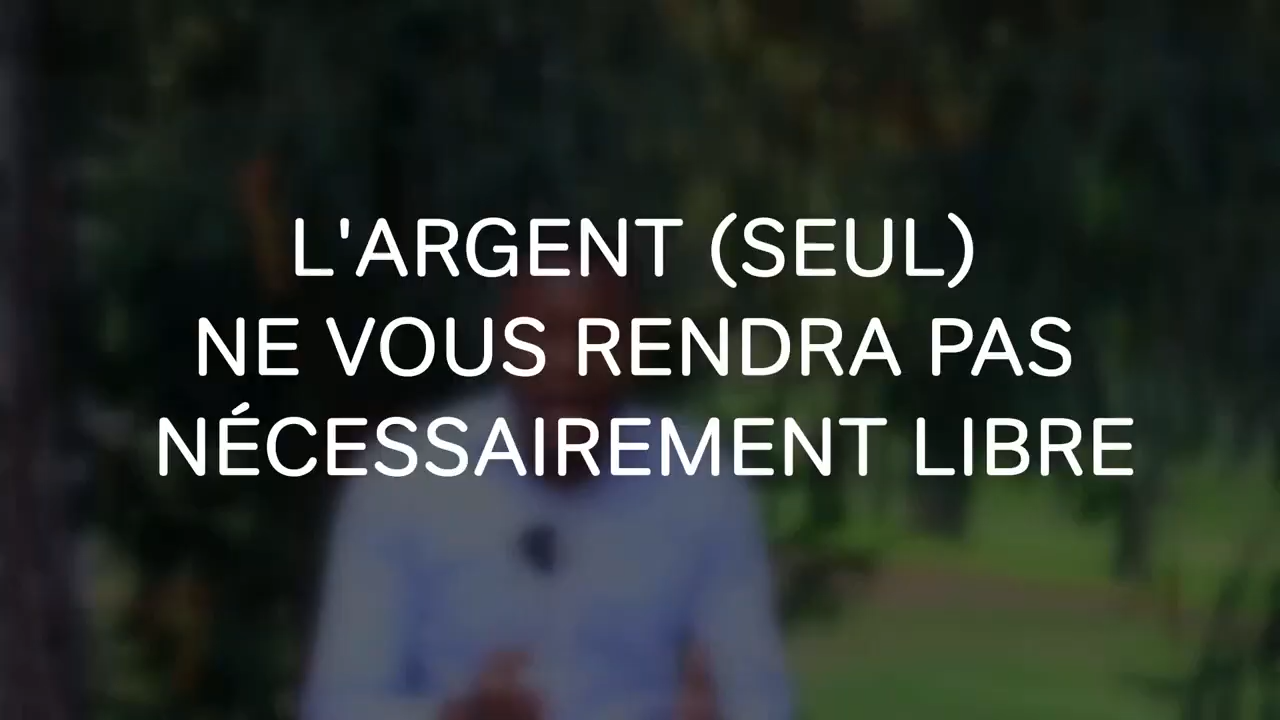 L'ARGENT (SEUL)
NE VOUS RENDRA PAS
NÉCESSAIREMENT LIBRE